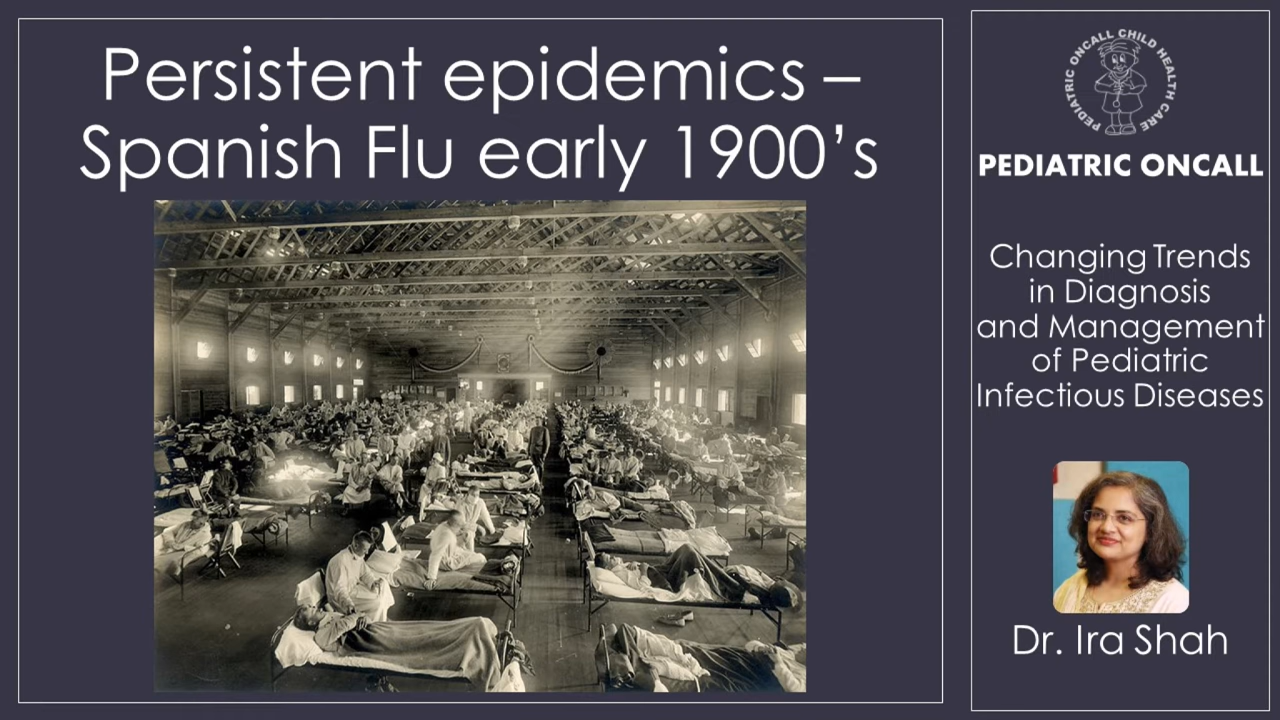 Persistent epidemics –
Spanish Flu early 1900’s
PEDIATRIC ONCALL CHILD HEALTH CARE
PEDIATRIC ONCALL
Changing Trends
in Diagnosis
and Management
of Pediatric
Infectious Diseases
Dr. Ira Shah